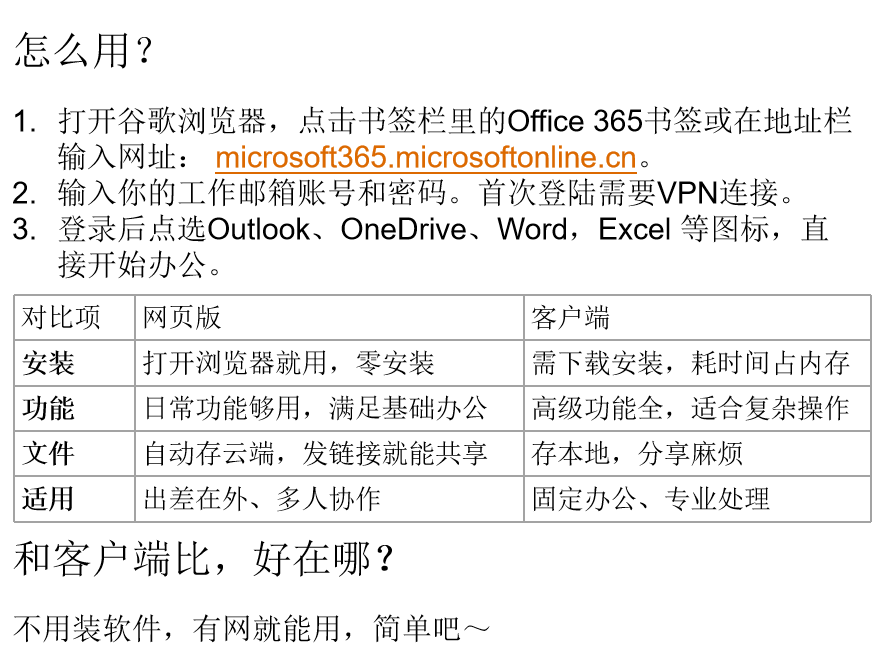 怎么用？
1. 打开谷歌浏览器，点击书签栏里的Office 365书签或在地址栏
输入网址： microsoft365.microsoftonline.cn。
2. 输入你的工作邮箱账号和密码。首次登陆需要VPN连接。
3. 登录后点选Outlook、OneDrive、Word，Excel 等图标，直
接开始办公。
对比项 网页版 客户端
安装 打开浏览器就用，零安装 需下载安装，耗时间占内存
功能 日常功能够用，满足基础办公 高级功能全，适合复杂操作
文件 自动存云端，发链接就能共享 存本地，分享麻烦
适用 出差在外、多人协作 固定办公、专业处理
和客户端比，好在哪？
不用装软件，有网就能用，简单吧～